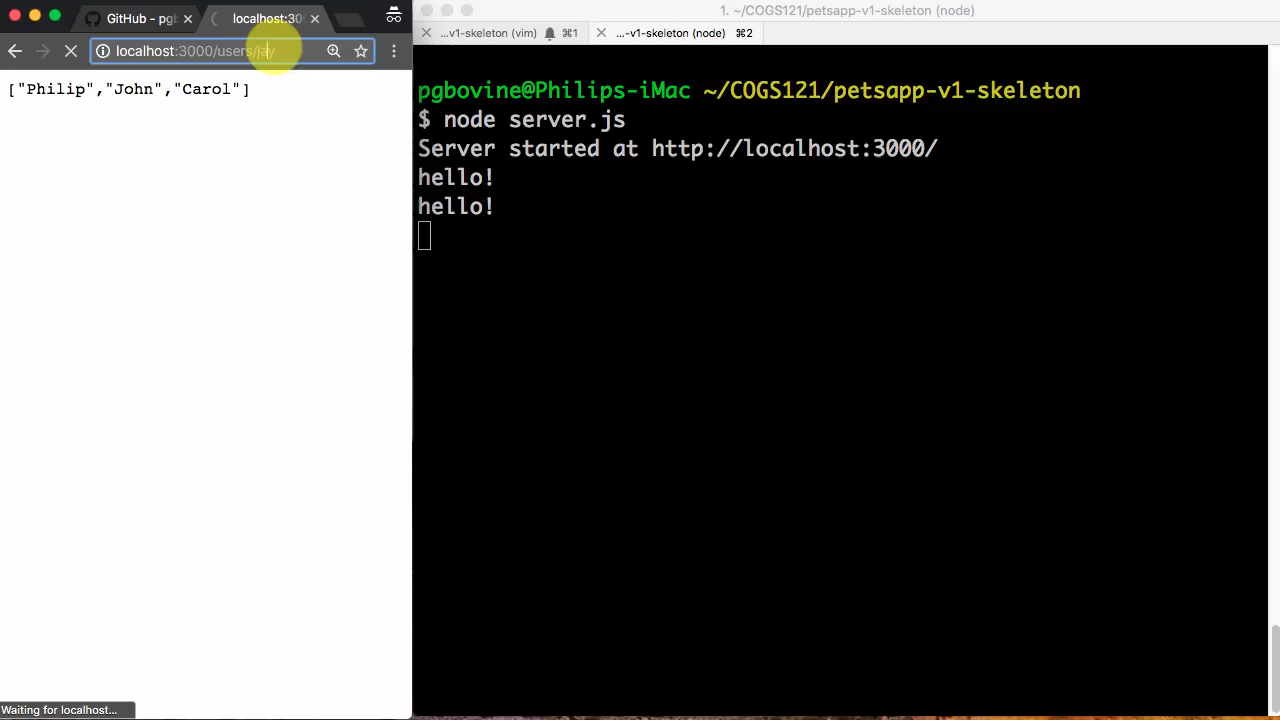 GitHub - pgb
localhost:30
1. ~/COGS121/petsapp-v1-skeleton (node)
...v1-skeleton (vim) ⌘1
...-v1-skeleton (node) ⌘2
localhost:3000/users/jay
["Philip","John","Carol"]
pgbovine@Philips-iMac ~/COGS121/petsapp-v1-skeleton
$ node server.js
Server started at http://localhost:3000/
hello!
hello!
Waiting for localhost...